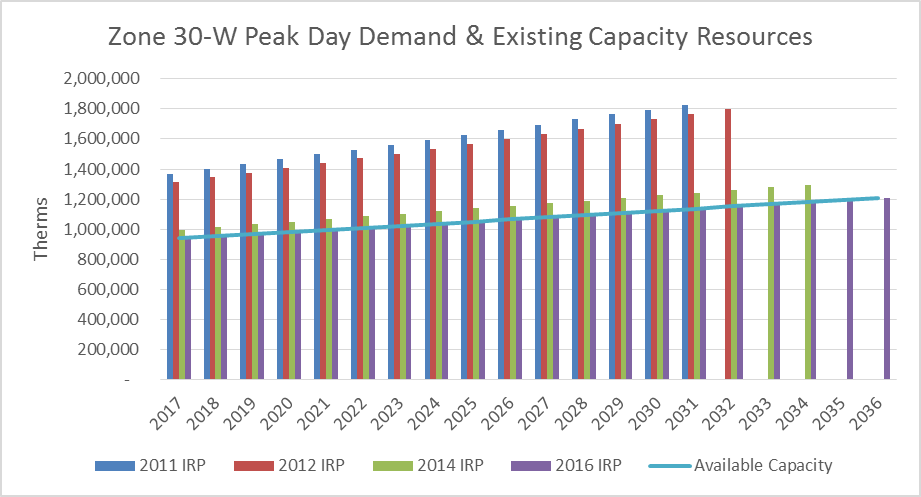 Zone 30-W Peak Day Demand & Existing Capacity Resources
2,000,000
1,800,000
1,600,000
1,400,000
1,200,000
1,000,000
800,000
600,000
400,000
200,000
-
Therms
2017 2018 2019 2020 2021 2022 2023 2024 2025 2026 2027 2028 2029 2030 2031 2032 2033 2034 2035 2036
2011 IRP 2012 IRP 2014 IRP 2016 IRP Available Capacity